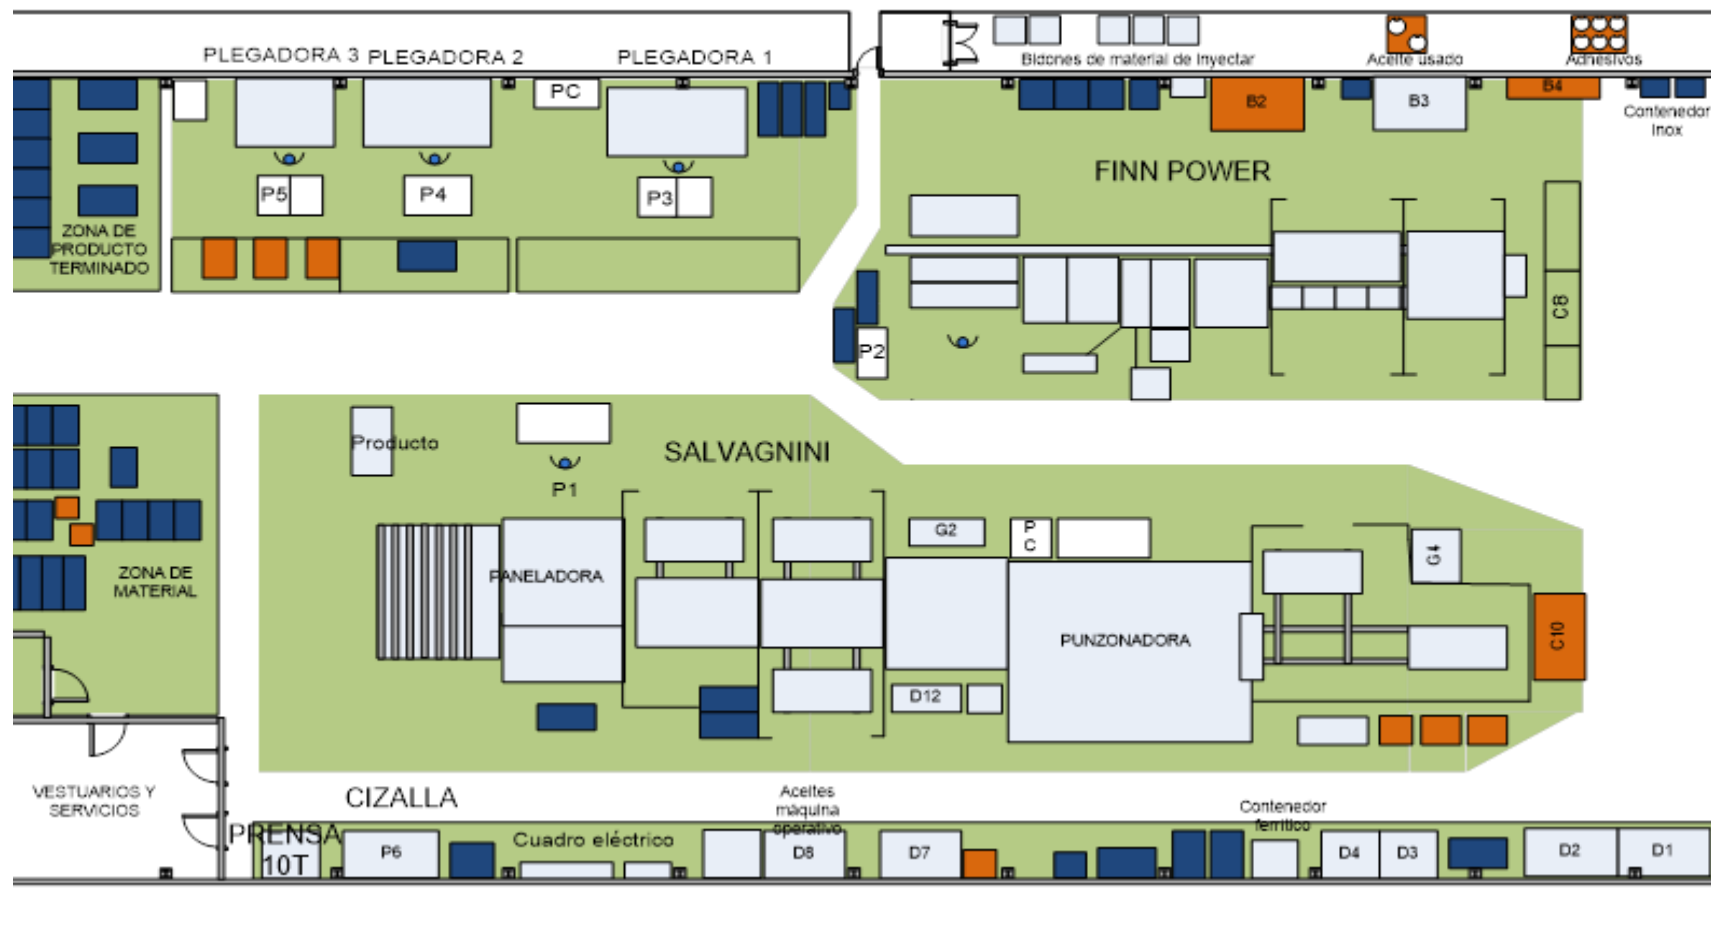 PLEGADORA 3
PLEGADORA 2
PLEGADORA 1
Bidones de material de Inyectar
Aceite usado
Adhesivos
PC
B2
B3
B4
Contenedor
Inox
FINN POWER
P5
P4
P3
ZONA DE
PRODUCTO
TERMINADO
C8
P2
Producto
SALVAGNINI
P1
G2
P
C
G4
PANELADORA
ZONA DE
MATERIAL
PUNZONADORA
C10
D12
VESTUARIOS Y
SERVICIOS
CIZALLA
Aceites
máquina
operativo
Contenedor
ferrítico
PRENSA
10T
P6
Cuadro eléctrico
D8
D7
D4
D3
D2
D1